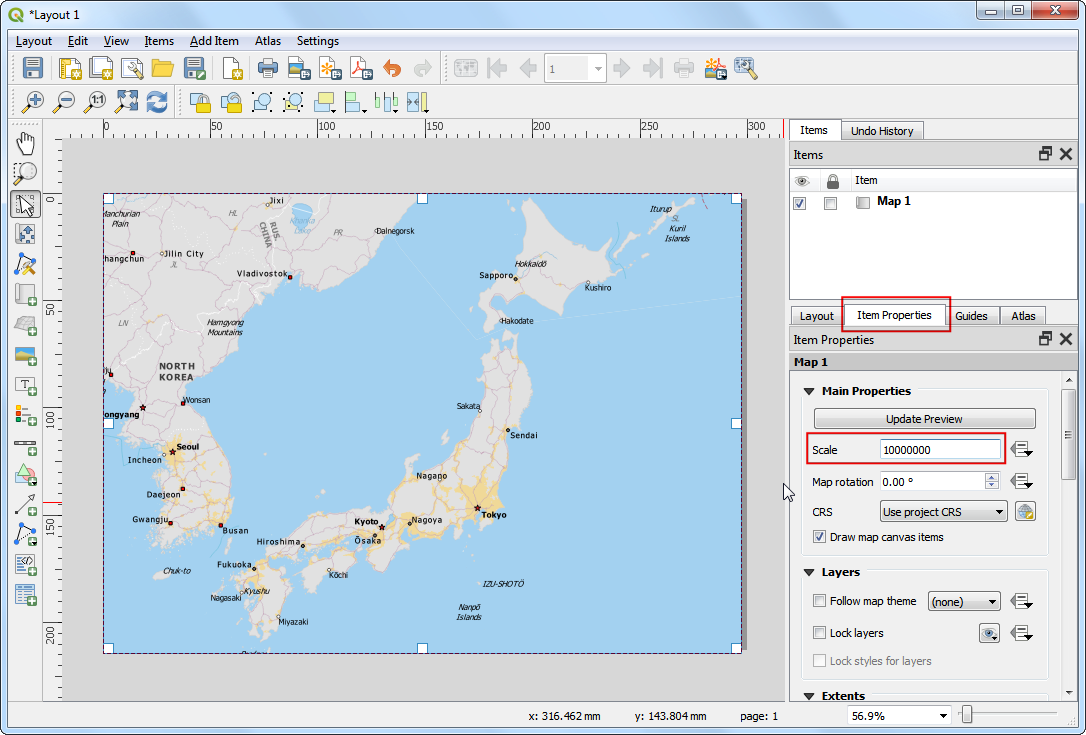 *Layout 1
Layout Edit View Items Add Item Atlas Settings
1
0 50 100 150 200 250 300
0
50
100
150
200
Items Undo History
Items
Item
Map 1
Layout Item Properties Guides Atlas
Item Properties
Map 1
Main Properties
Update Preview
Scale 10000000
Map rotation 0.00 °
CRS Use project CRS
Draw map canvas items
Layers
Follow map theme (none)
Lock layers
Lock styles for layers
Extents
Jixi
Manchurian
Plain
HL
RUS
CHINA
PR
Dalnegorsk
Iturup
SL
Kuril
Islands
hangchun
Jilin City
JL
Vladivostok
Hokkaidō
Sapporo
Kushiro
LN
Hamgyong
Mountains
Hakodate
NORTH
KOREA
Wonsan
ongyang
Sakata
Sendai
Seoul
Incheon
Nagano
Daejeon
Gwangju
Busan
Kyoto
Nagoya
Tokyo
Hiroshima
Ōsaka
Fukuoka
Kōchi
Chuk-to
Kyushu
Nagasaki
IZU-SHOTŌ
Nanpō
Islands
Miyazaki
x: 316.462 mm y: 143.804 mm page: 1 56.9%